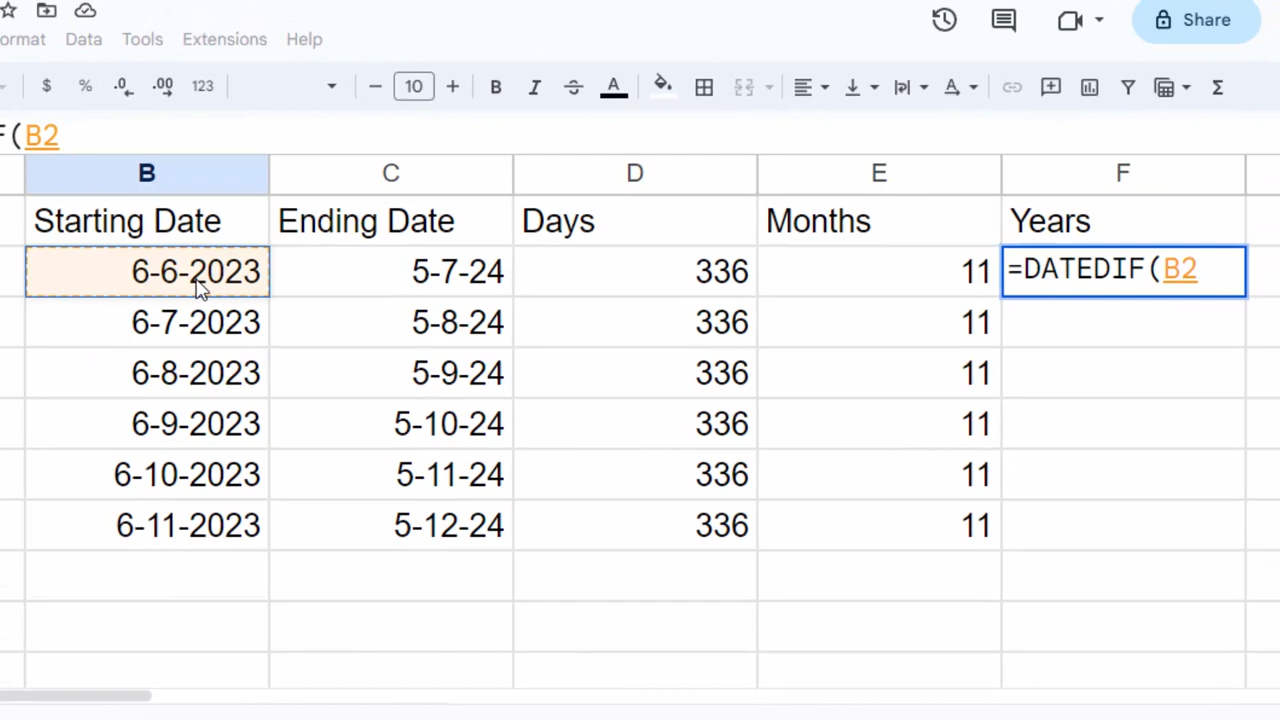 Share
ormat Data Tools Extensions Help
$ % .0 .00 123 − 10 + B I S A Σ
F(B2
B C D E F
Starting Date Ending Date Days Months Years
6-6-2023 5-7-24 336 11 =DATEDIF(B2
6-7-2023 5-8-24 336 11
6-8-2023 5-9-24 336 11
6-9-2023 5-10-24 336 11
6-10-2023 5-11-24 336 11
6-11-2023 5-12-24 336 11